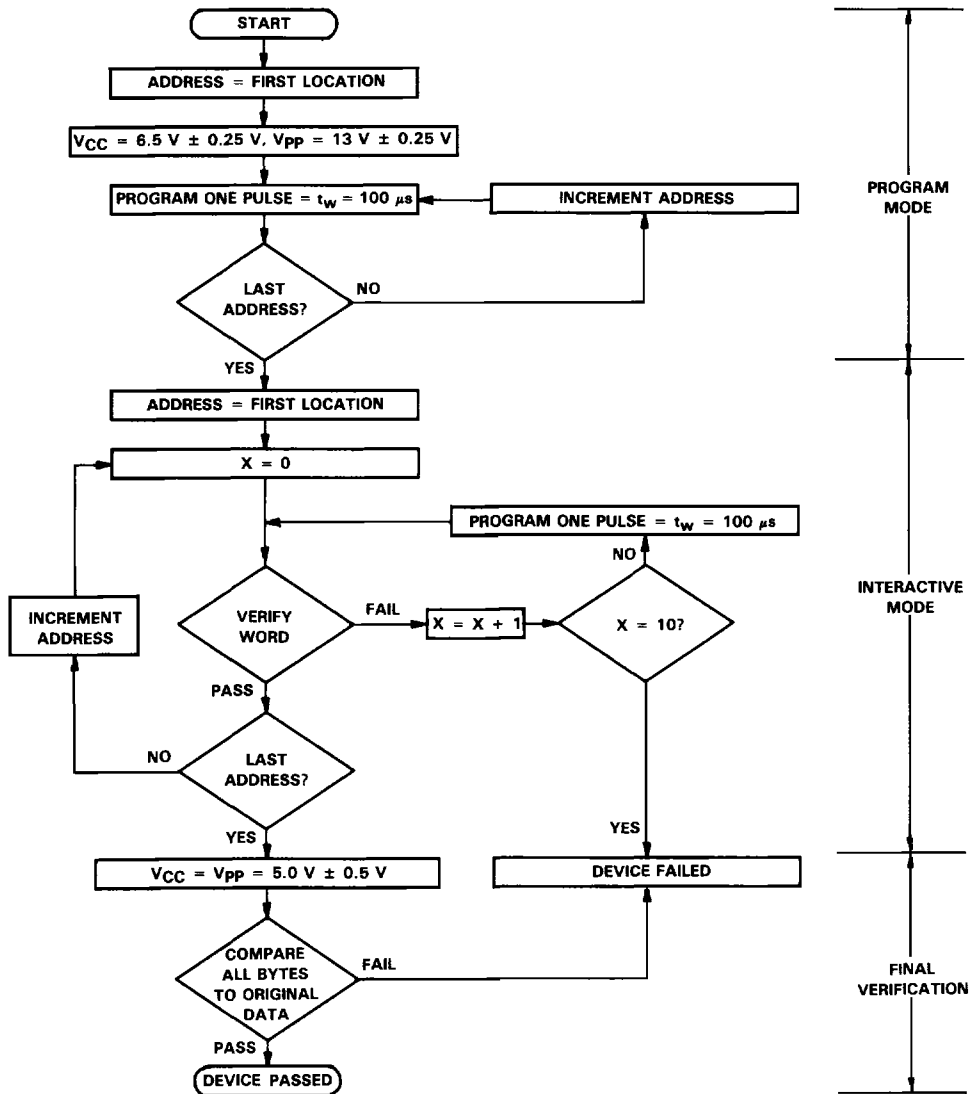 START
ADDRESS = FIRST LOCATION
VCC = 6.5 V ± 0.25 V, VPP = 13 V ± 0.25 V
PROGRAM ONE PULSE = tw = 100 μs
INCREMENT ADDRESS
PROGRAM
MODE
LAST
ADDRESS?
NO
YES
ADDRESS = FIRST LOCATION
X = 0
PROGRAM ONE PULSE = tw = 100 μs
NO
INCREMENT
ADDRESS
VERIFY
WORD
FAIL
X = X + 1
X = 10?
INTERACTIVE
MODE
PASS
NO
LAST
ADDRESS?
YES
YES
VCC = VPP = 5.0 V ± 0.5 V
DEVICE FAILED
COMPARE
ALL BYTES
TO ORIGINAL
DATA
FAIL
FINAL
VERIFICATION
PASS
DEVICE PASSED